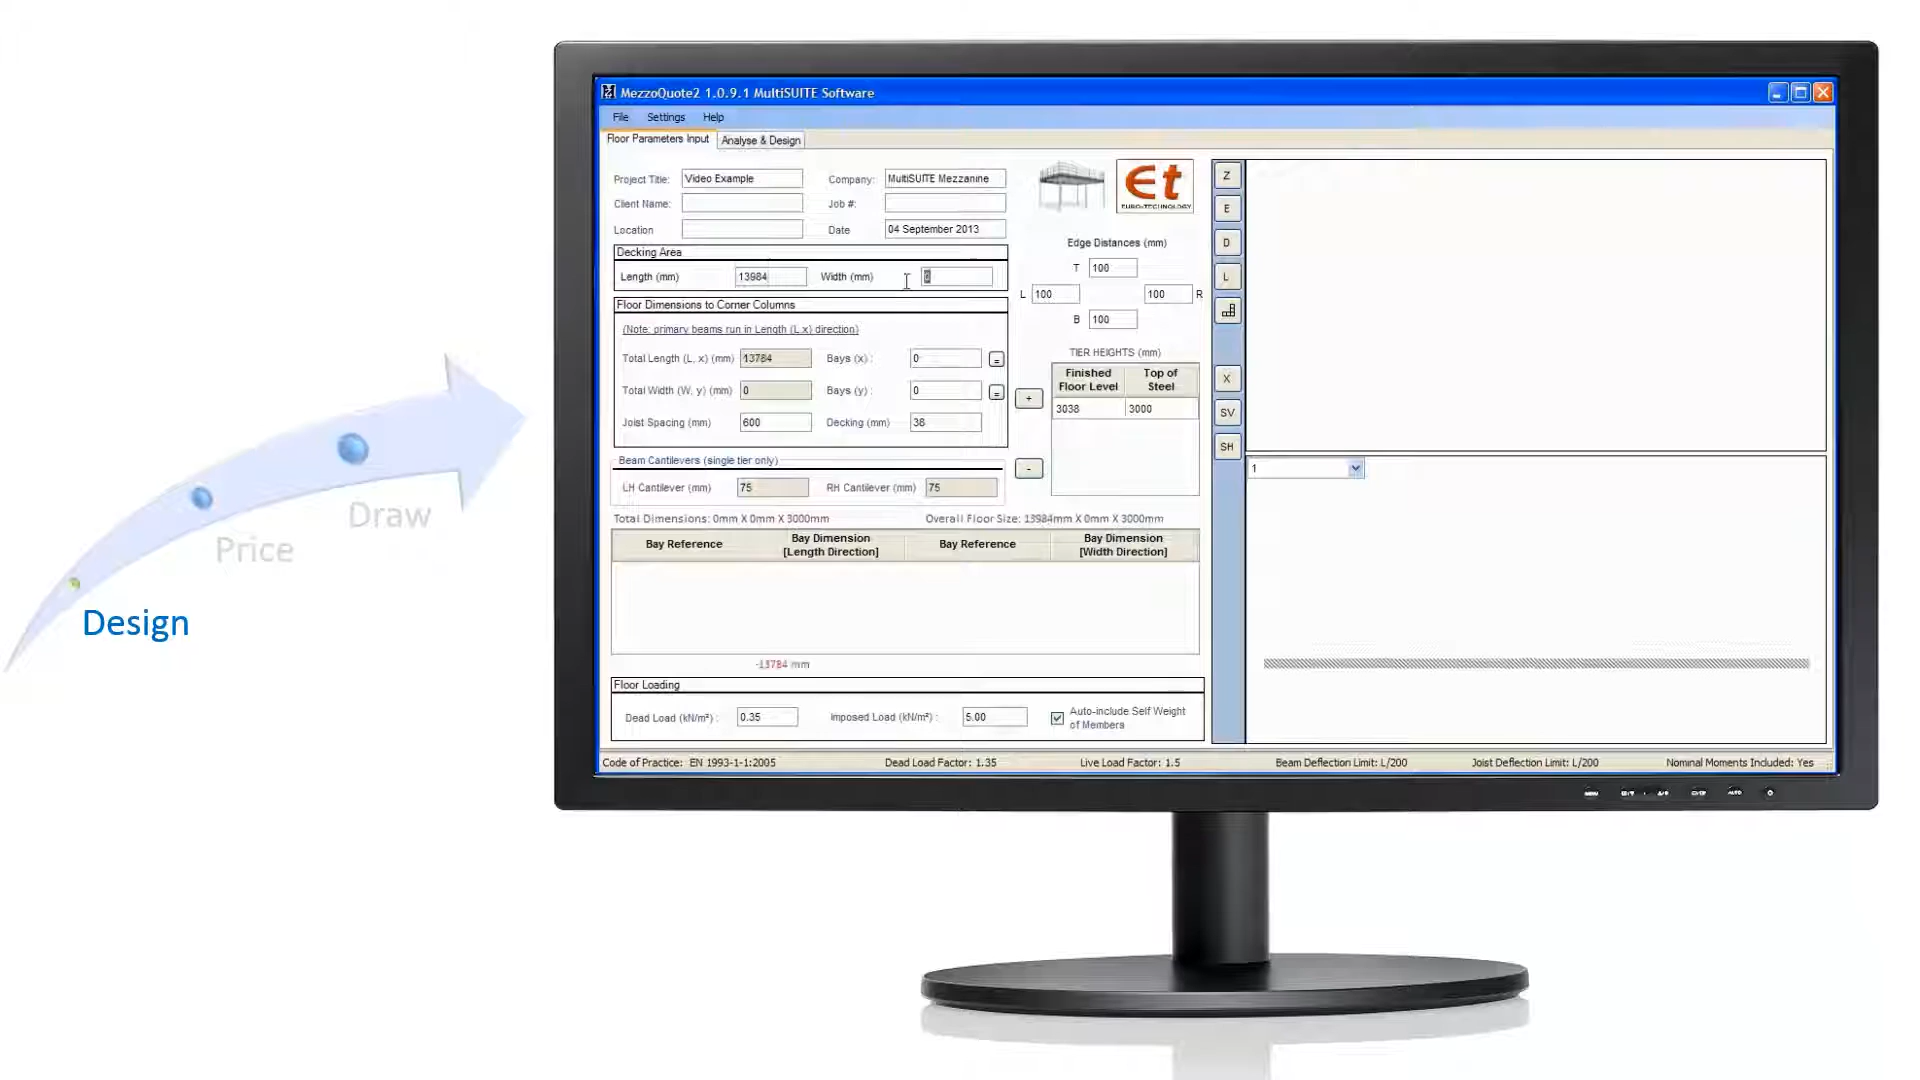 MezzoQuote2 1.0.9.1 MultiSUITE Software
File Settings Help
Floor Parameters Input Analyse & Design
Project Title: Video Example Company: MultiSUITE Mezzanine
Client Name: Job #:
Location Date 04 September 2013
et
EURO-TECHNOLOGY
Decking Area
Length (mm) 13984 Width (mm) 0
Edge Distances (mm)
T 100
L 100 100 R
B 100
Floor Dimensions to Corner Columns
(Note: primary beams run in Length (L,x) direction)
Total Length (L, x) (mm) 13784 Bays (x) : 0 =
Total Width (W, y) (mm) 0 Bays (y) : 0 =
Joist Spacing (mm) 600 Decking (mm) 38
TIER HEIGHTS (mm)
Finished Floor Level Top of Steel
3038 3000
+
-
Beam Cantilevers (single tier only)
LH Cantilever (mm) 75 RH Cantilever (mm) 75
Total Dimensions: 0mm X 0mm X 3000mm Overall Floor Size: 13984mm X 0mm X 3000mm
Bay Reference Bay Dimension [Length Direction] Bay Reference Bay Dimension [Width Direction]
-13784 mm
Floor Loading
Dead Load (kN/m²) : 0.35 Imposed Load (kN/m²) : 5.00 Auto-include Self Weight of Members
Z
E
D
L
X
SV
SH
1
Code of Practice: EN 1993-1-1:2005 Dead Load Factor: 1.35 Live Load Factor: 1.5 Beam Deflection Limit: L/200 Joist Deflection Limit: L/200 Nominal Moments Included: Yes
MENU AUTO
Draw
Price
Design